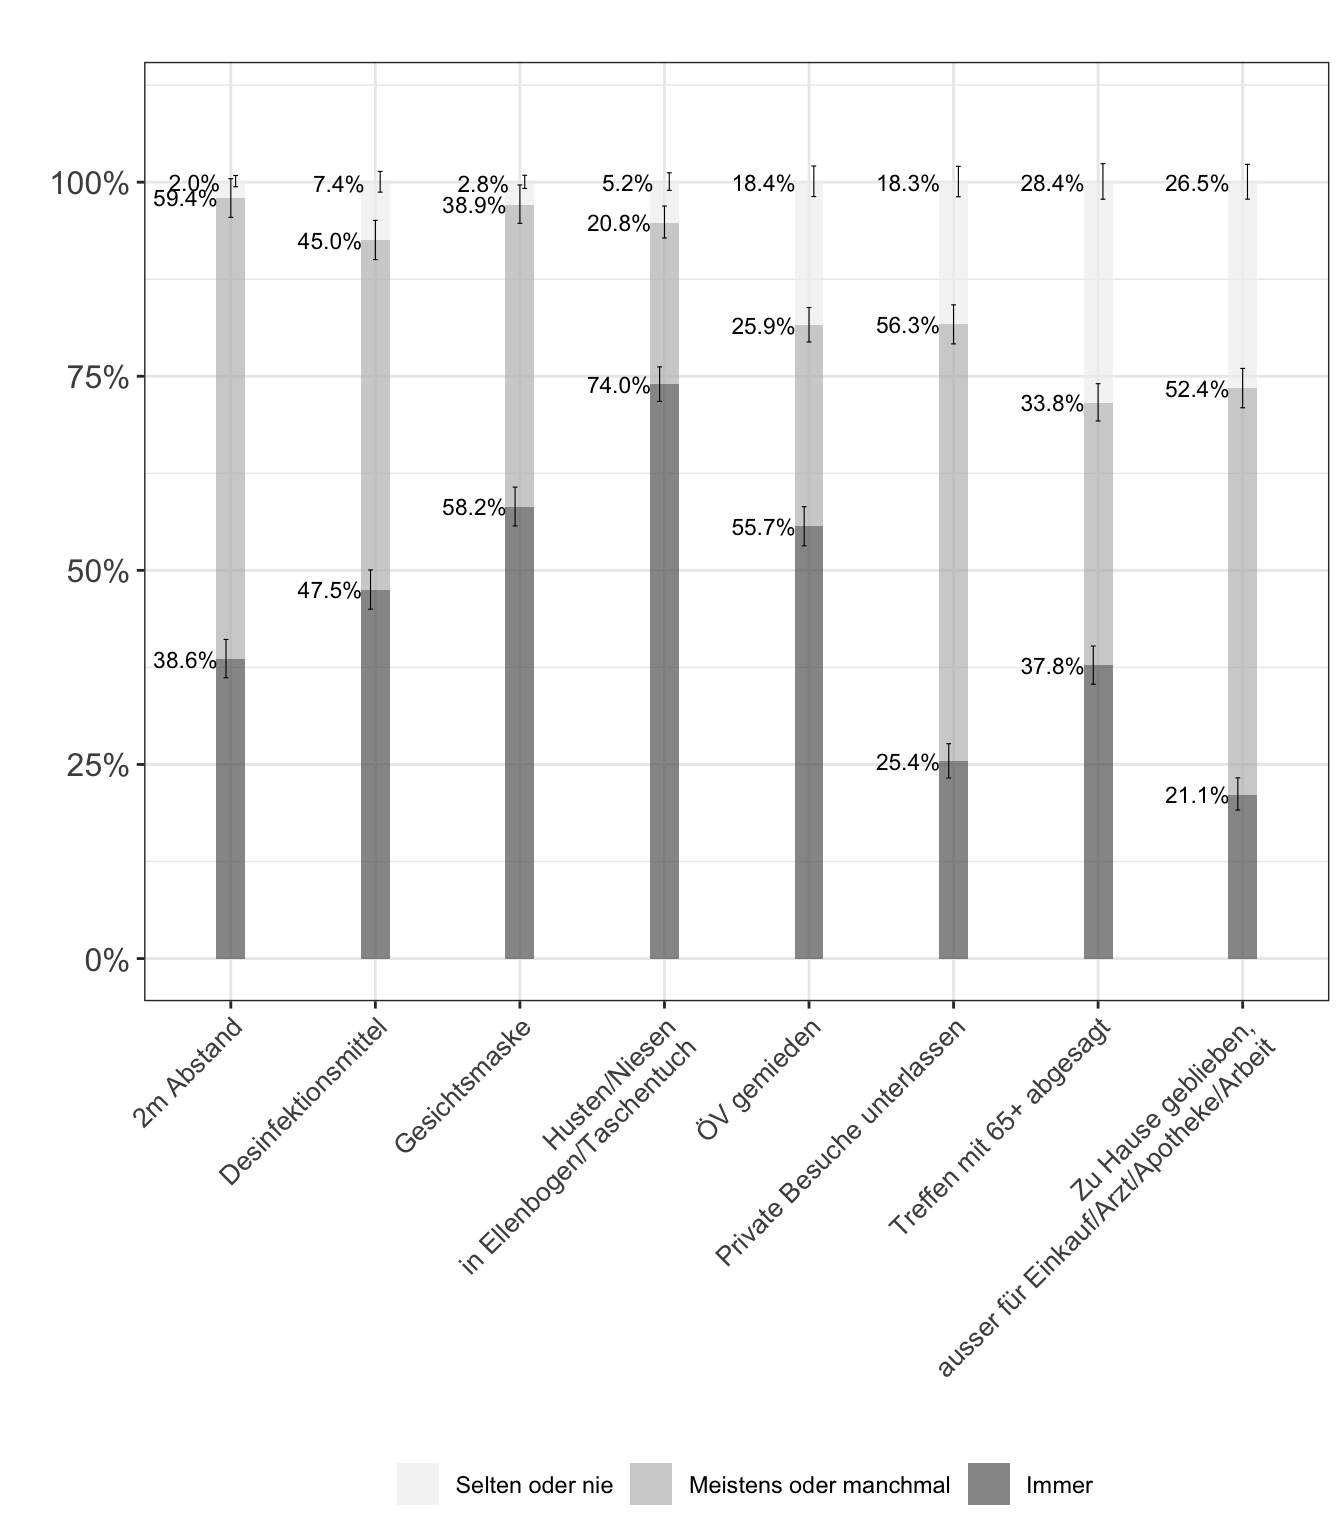 100%
75%
50%
25%
0%
2.0%
59.4%
38.6%
7.4%
45.0%
47.5%
2.8%
38.9%
58.2%
5.2%
20.8%
74.0%
18.4%
25.9%
55.7%
18.3%
56.3%
25.4%
28.4%
33.8%
37.8%
26.5%
52.4%
21.1%
2m Abstand
Desinfektionsmittel
Gesichtsmaske
Husten/Niesen
in Ellenbogen/Taschentuch
ÖV gemieden
Private Besuche unterlassen
Treffen mit 65+ abgesagt
Zu Hause geblieben,
ausser für Einkauf/Arzt/Apotheke/Arbeit
Selten oder nie
Meistens oder manchmal
Immer